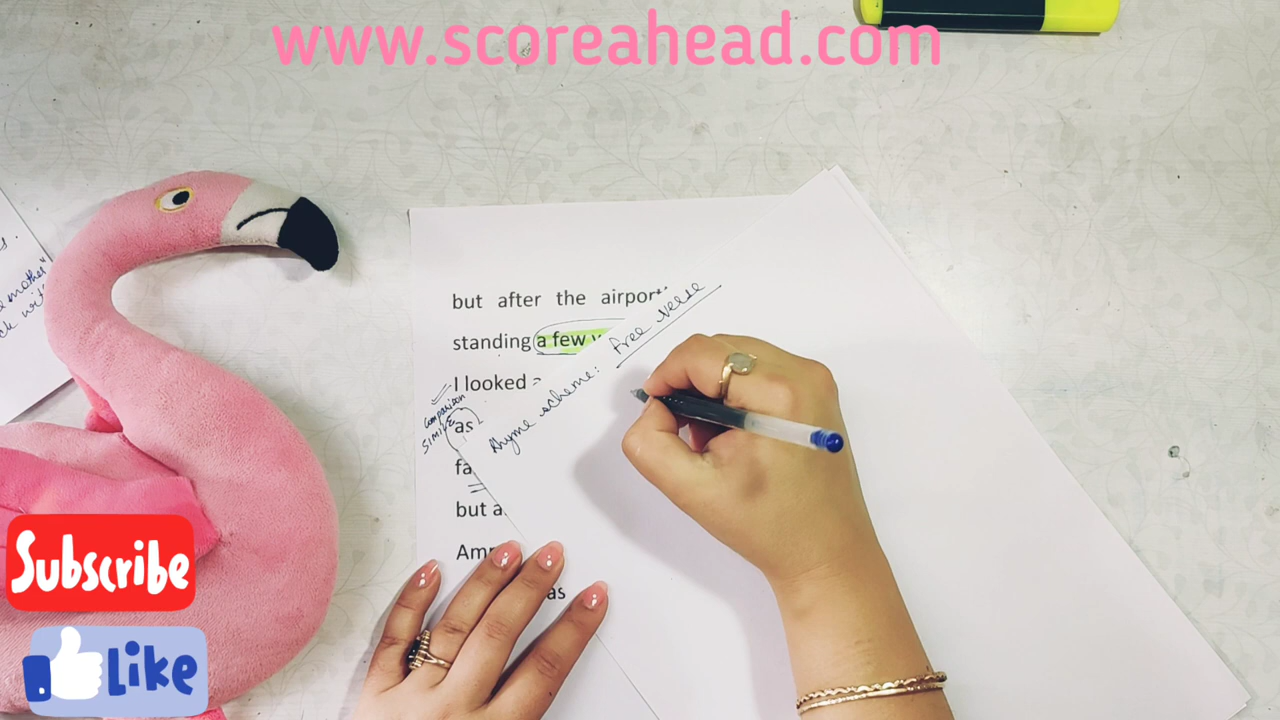 www.scoreahead.com
but after the airport
standing a few
I looked
comparison
SIMILE
as
fa
but a
Am
as
Rhyme scheme: Free Verse
mother"
Subscribe
Like